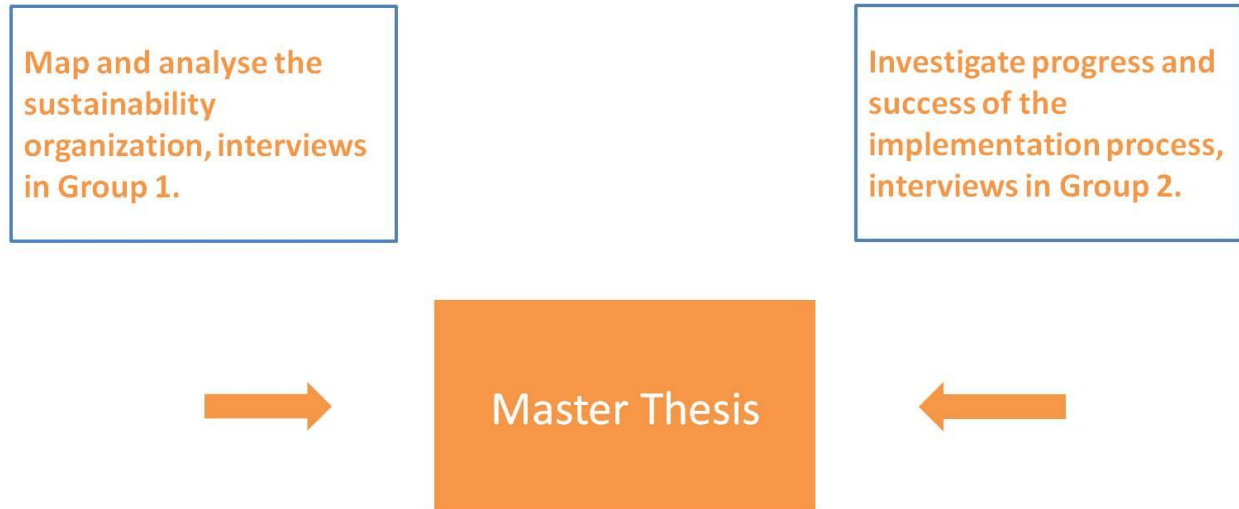 Map and analyse the
sustainability
organization, interviews
in Group 1.
Investigate progress and
success of the
implementation process,
interviews in Group 2.
Master Thesis